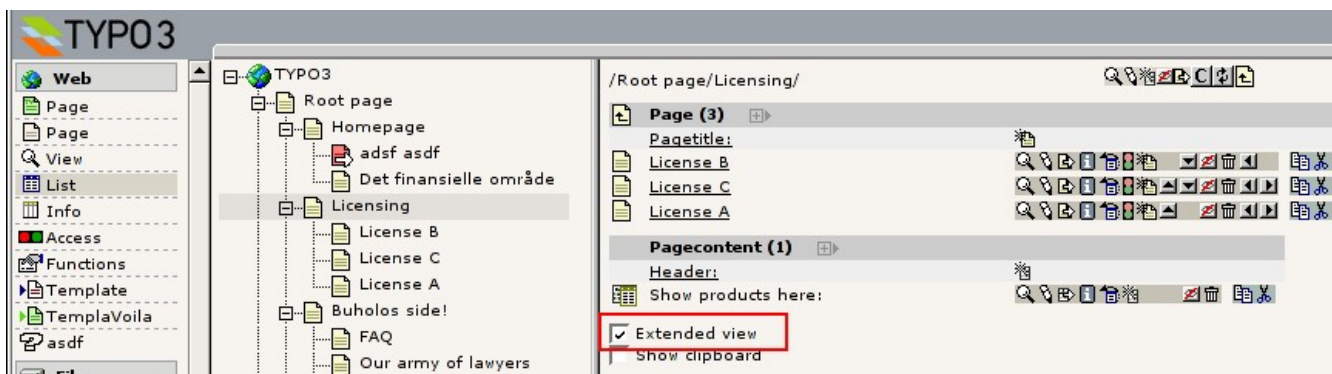 TYPO3
Web
Page
Page
View
List
Info
Access
Functions
Template
TemplaVoila
asdf
TYPO3
Root page
Homepage
adsf asdf
Det finansielle område
Licensing
License B
License C
License A
Buholos side!
FAQ
Our army of lawyers
/Root page/Licensing/
Page (3)
Pagetitle:
License B
License C
License A
Pagecontent (1)
Header:
Show products here:
Extended view
Show clipboard